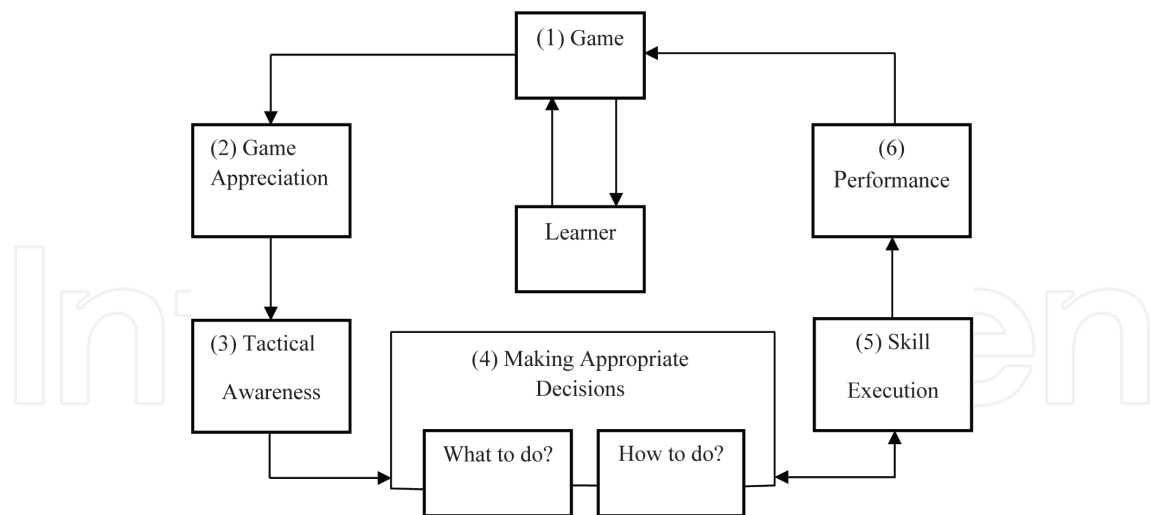 (1) Game
(2) Game
Appreciation
(6)
Performance
Learner
(3) Tactical
Awareness
(4) Making Appropriate
Decisions
(5) Skill
Execution
What to do?
How to do?